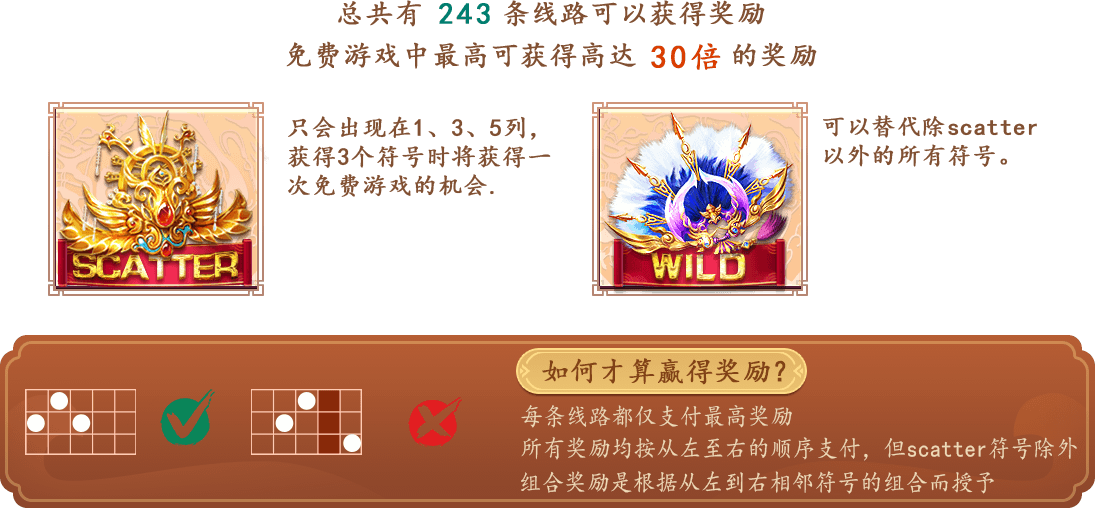 总共有 243 条线路可以获得奖励
免费游戏中最高可获得高达 30倍 的奖励
只会出现在1、3、5列，
获得3个符号时将获得一
次免费游戏的机会.
SCATTER
可以替代除scatter
以外的所有符号。
WILD
如何才算赢得奖励？
每条线路都仅支付最高奖励
所有奖励均按从左至右的顺序支付，但scatter符号除外
组合奖励是根据从左到右相邻符号的组合而授予